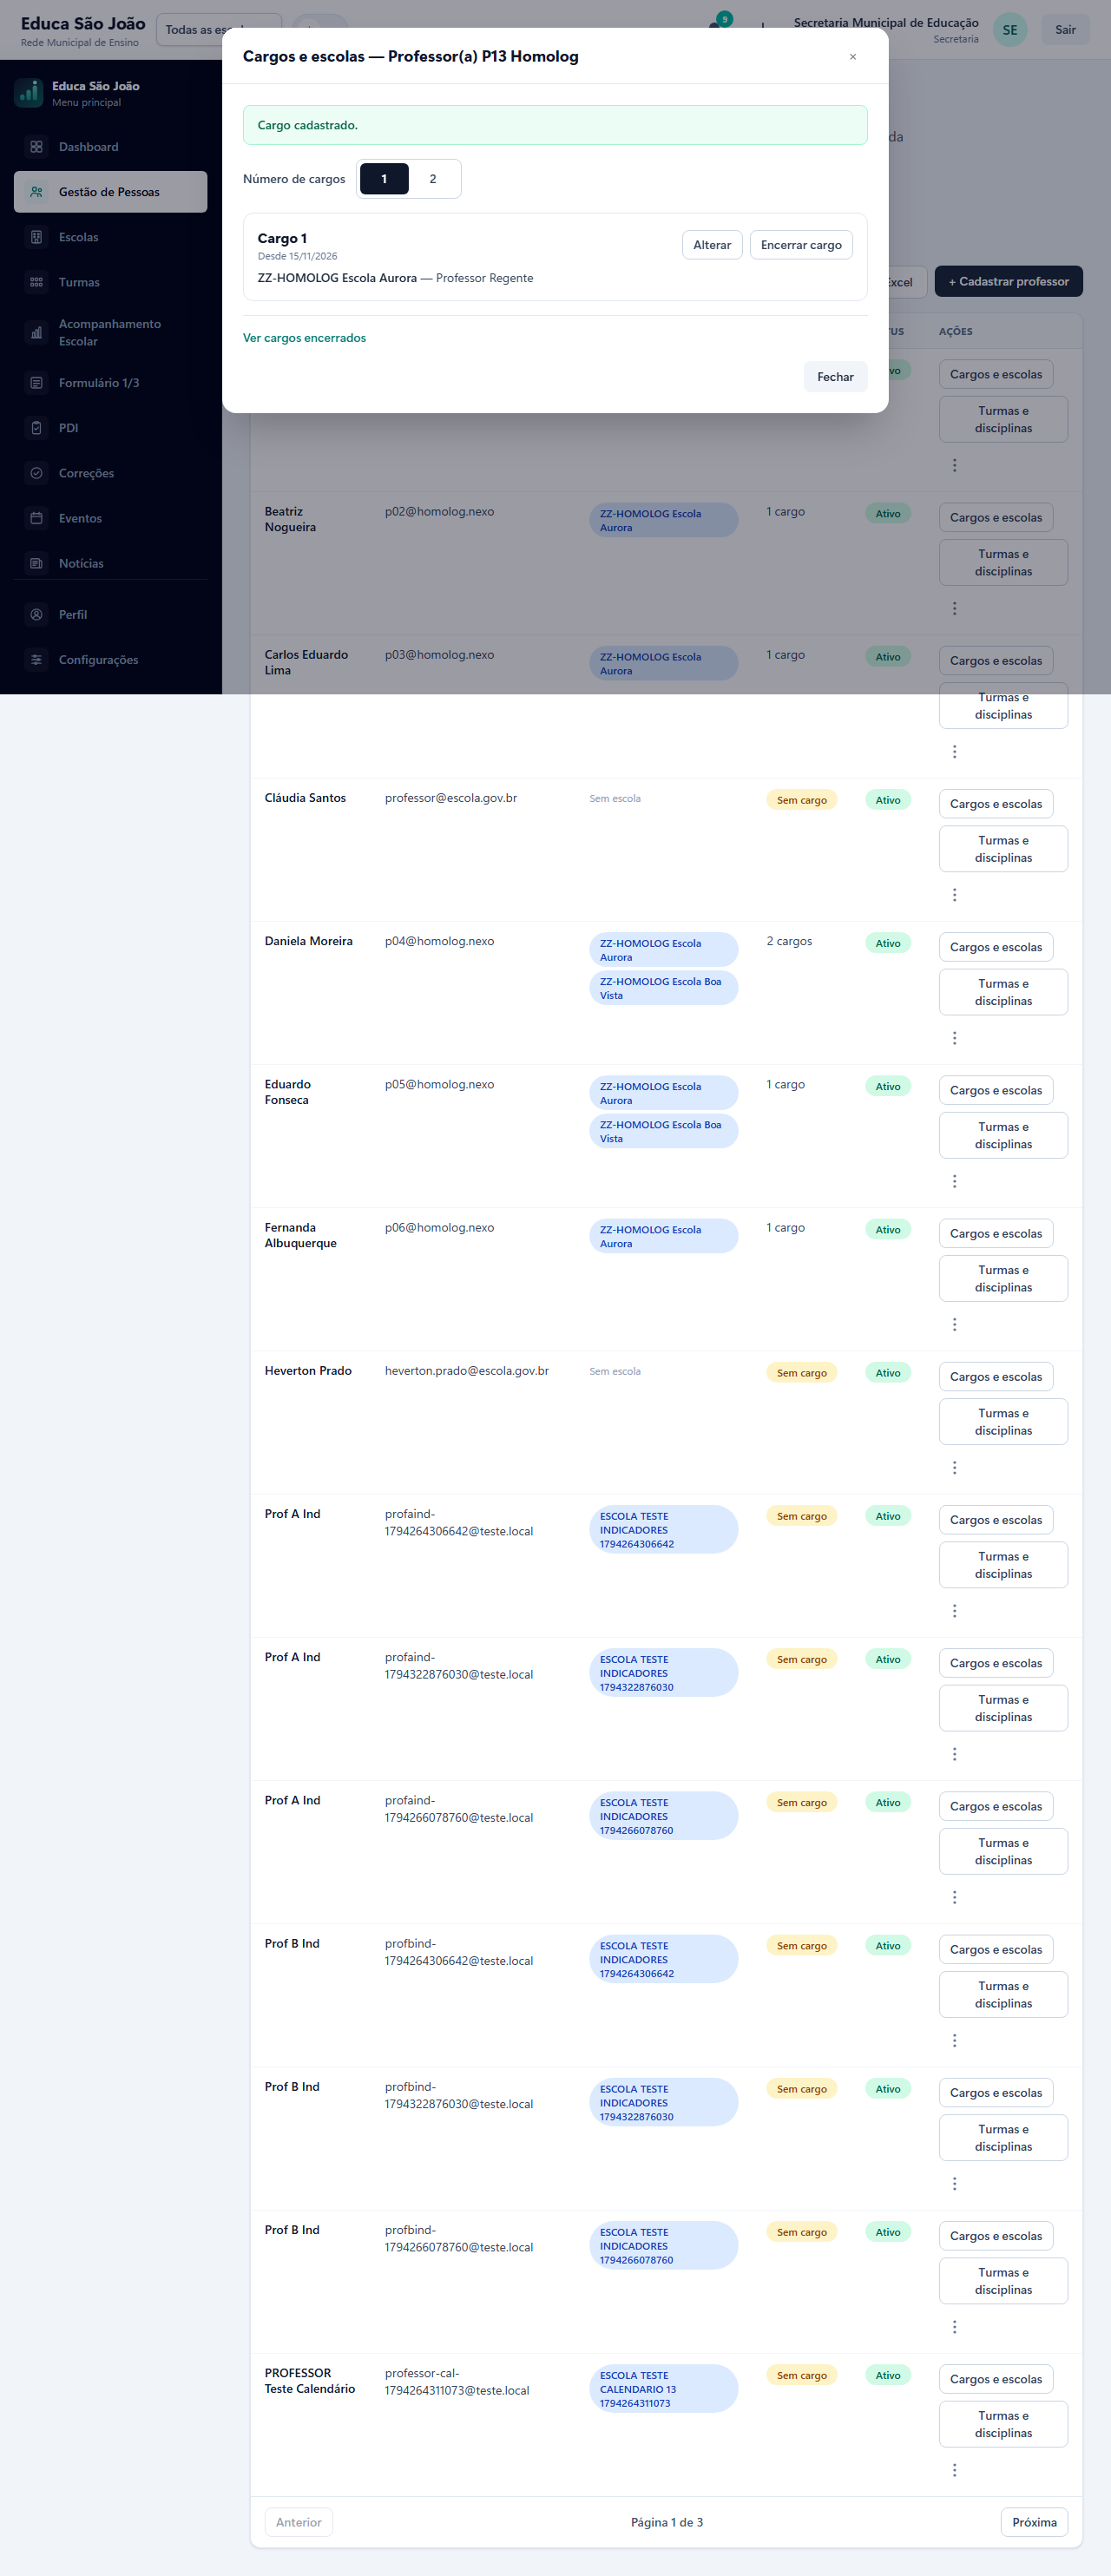 Educa São João
Rede Municipal de Ensino
Todas as
9
Secretaria Municipal de Educação
Secretaria
SE
Sair
Cargos e escolas — Professor(a) P13 Homolog
×
Cargo cadastrado.
Número de cargos
1
2
Cargo 1
Desde 15/11/2026
ZZ-HOMOLOG Escola Aurora — Professor Regente
Alterar
Encerrar cargo
Ver cargos encerrados
Fechar
Educa São João
Menu principal
Dashboard
Gestão de Pessoas
Escolas
Turmas
Acompanhamento
Escolar
Formulário 1/3
PDI
Correções
Eventos
Notícias
Perfil
Configurações
da
Excel
+ Cadastrar professor
TUS
AÇÕES
vo
Cargos e escolas
Turmas e
disciplinas
Beatriz
Nogueira
p02@homolog.nexo
ZZ-HOMOLOG Escola
Aurora
1 cargo
Ativo
Cargos e escolas
Turmas e
disciplinas
Carlos Eduardo
Lima
p03@homolog.nexo
ZZ-HOMOLOG Escola
Aurora
1 cargo
Ativo
Cargos e escolas
Turmas e
disciplinas
Cláudia Santos
professor@escola.gov.br
Sem escola
Sem cargo
Ativo
Cargos e escolas
Turmas e
disciplinas
Daniela Moreira
p04@homolog.nexo
ZZ-HOMOLOG Escola
Aurora
ZZ-HOMOLOG Escola Boa
Vista
2 cargos
Ativo
Cargos e escolas
Turmas e
disciplinas
Eduardo
Fonseca
p05@homolog.nexo
ZZ-HOMOLOG Escola
Aurora
ZZ-HOMOLOG Escola Boa
Vista
1 cargo
Ativo
Cargos e escolas
Turmas e
disciplinas
Fernanda
Albuquerque
p06@homolog.nexo
ZZ-HOMOLOG Escola
Aurora
1 cargo
Ativo
Cargos e escolas
Turmas e
disciplinas
Heverton Prado
heverton.prado@escola.gov.br
Sem escola
Sem cargo
Ativo
Cargos e escolas
Turmas e
disciplinas
Prof A Ind
profaind-
1794264306642@teste.local
ESCOLA TESTE
INDICADORES
1794264306642
Sem cargo
Ativo
Cargos e escolas
Turmas e
disciplinas
Prof A Ind
profaind-
1794322876030@teste.local
ESCOLA TESTE
INDICADORES
1794322876030
Sem cargo
Ativo
Cargos e escolas
Turmas e
disciplinas
Prof A Ind
profaind-
1794266078760@teste.local
ESCOLA TESTE
INDICADORES
1794266078760
Sem cargo
Ativo
Cargos e escolas
Turmas e
disciplinas
Prof B Ind
profbind-
1794264306642@teste.local
ESCOLA TESTE
INDICADORES
1794264306642
Sem cargo
Ativo
Cargos e escolas
Turmas e
disciplinas
Prof B Ind
profbind-
1794322876030@teste.local
ESCOLA TESTE
INDICADORES
1794322876030
Sem cargo
Ativo
Cargos e escolas
Turmas e
disciplinas
Prof B Ind
profbind-
1794266078760@teste.local
ESCOLA TESTE
INDICADORES
1794266078760
Sem cargo
Ativo
Cargos e escolas
Turmas e
disciplinas
PROFESSOR
Teste Calendário
professor-cal-
1794264311073@teste.local
ESCOLA TESTE
CALENDARIO 13
1794264311073
Sem cargo
Ativo
Cargos e escolas
Turmas e
disciplinas
Anterior
Página 1 de 3
Próxima